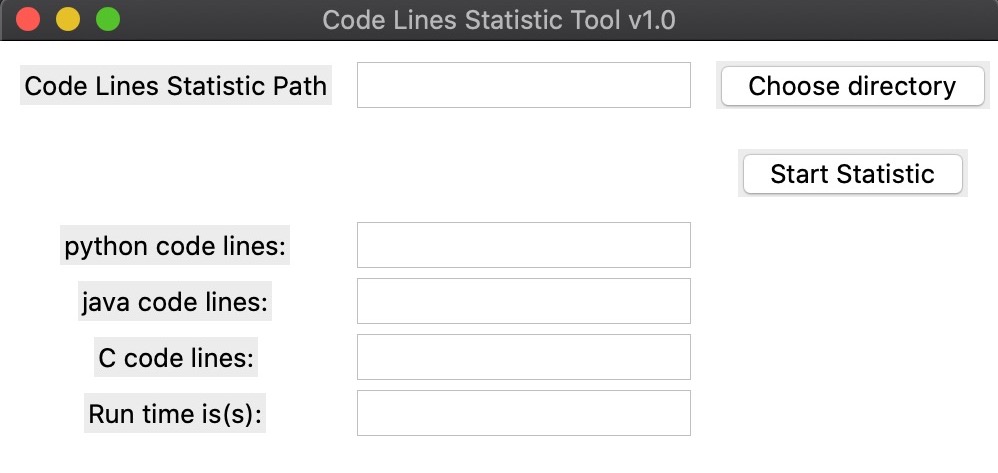 Code Lines Statistic Tool v1.0
Code Lines Statistic Path Choose directory
Start Statistic
python code lines:
java code lines:
C code lines:
Run time is(s):